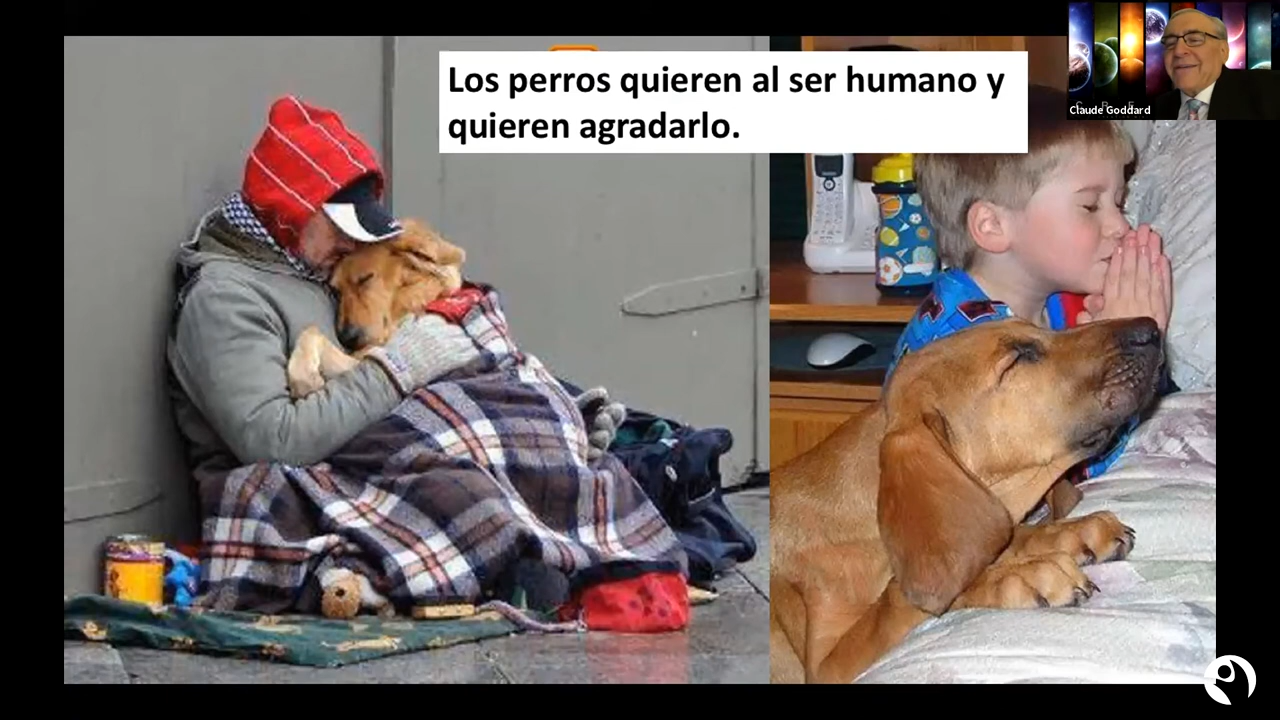 Los perros quieren al ser humano y
quieren agradarlo.
Claude Goddard